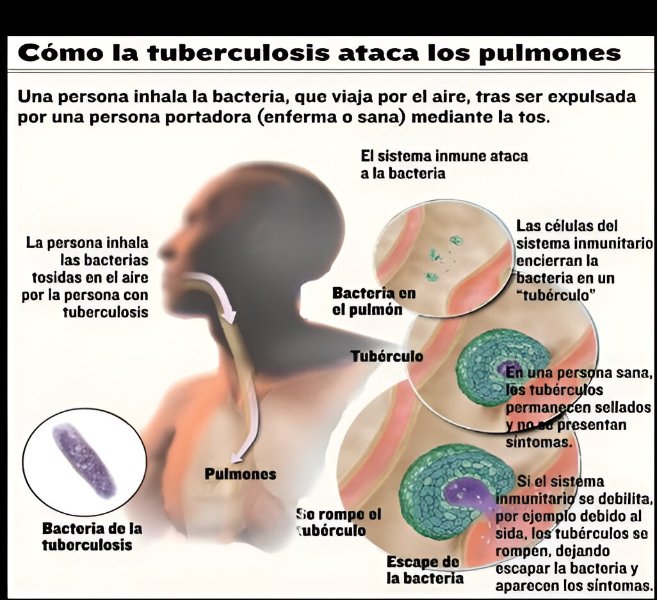 Cómo la tuberculosis ataca los pulmones
Una persona inhala la bacteria, que viaja por el aire, tras ser expulsada
por una persona portadora (enferma o sana) mediante la tos.
El sistema inmune ataca
a la bacteria
La persona inhala
las bacterias
tosidas en el aire
por la persona con
tuberculosis
Bacteria en
el pulmón
Las células del
sistema inmunitario
encierran la
bacteria en un
"tubérculo"
Tubérculo
En una persona sana,
los tubérculos
permanecen sellados
y no se presentan
síntomas.
Pulmones
Bacteria de la
tuberculosis
Se rompe el
tubérculo
Escape de
la bacteria
Si el sistema
inmunitario se debilita,
por ejemplo debido al
sida, los tubérculos se
rompen, dejando
escapar la bacteria y
aparecen los síntomas.